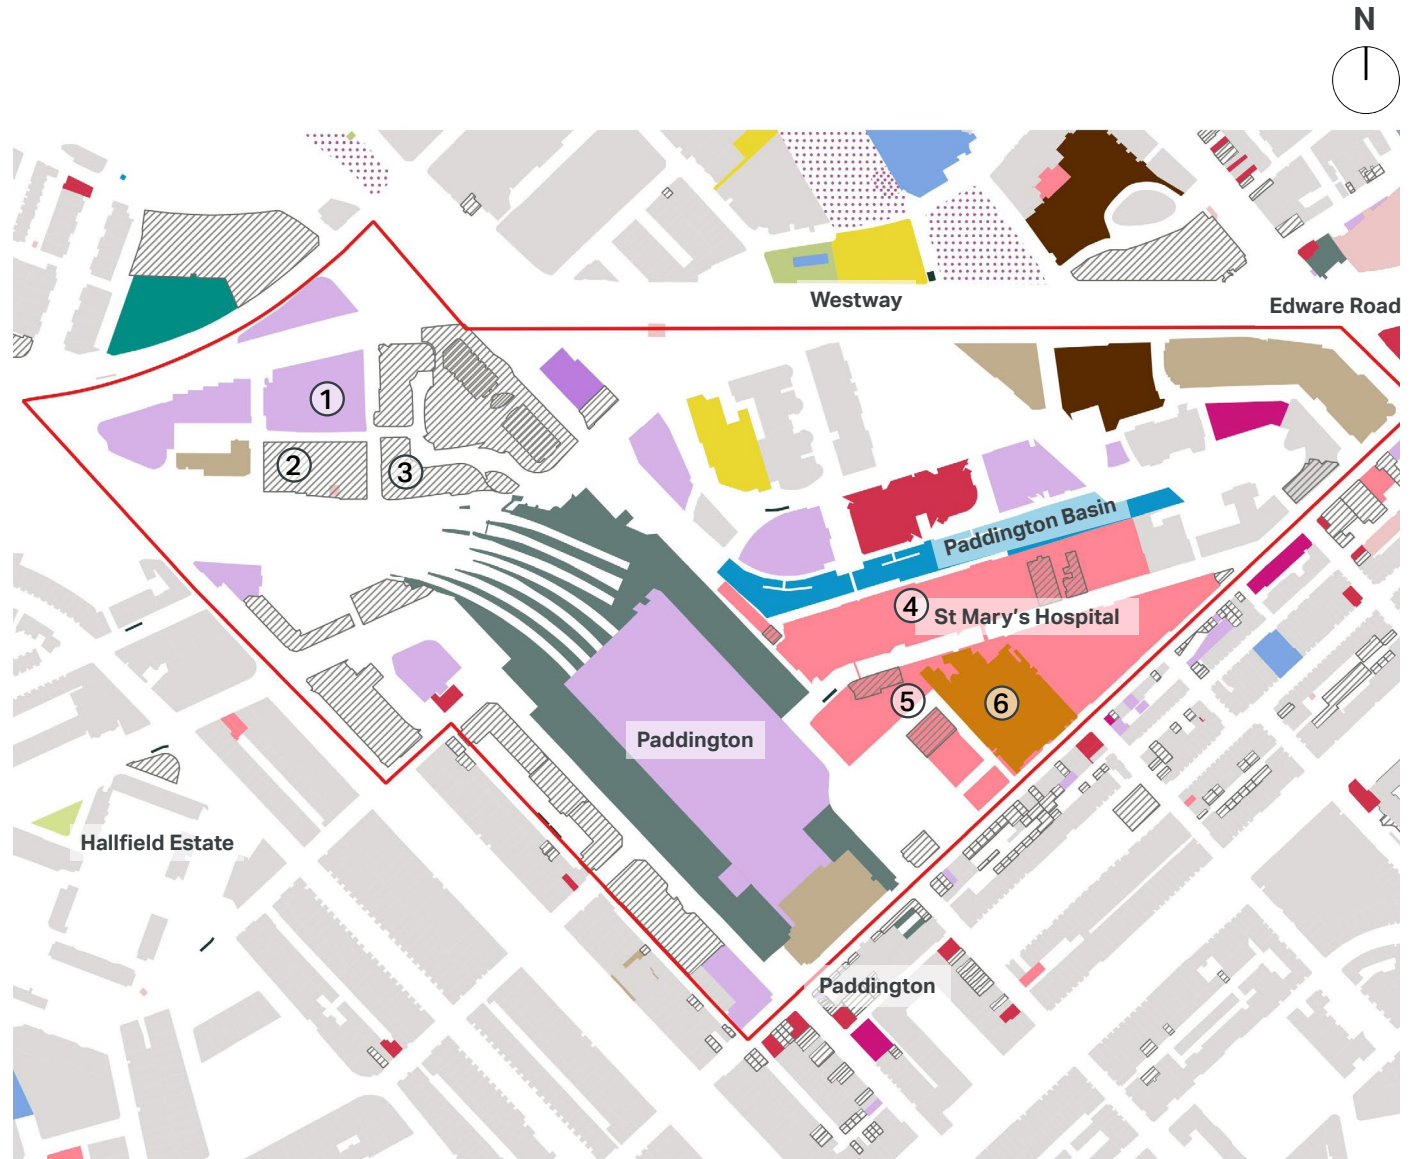 N
Westway
Edware Road
1
2
3
Paddington Basin
4
St Mary's Hospital
5
6
Paddington
Hallfield Estate
Paddington